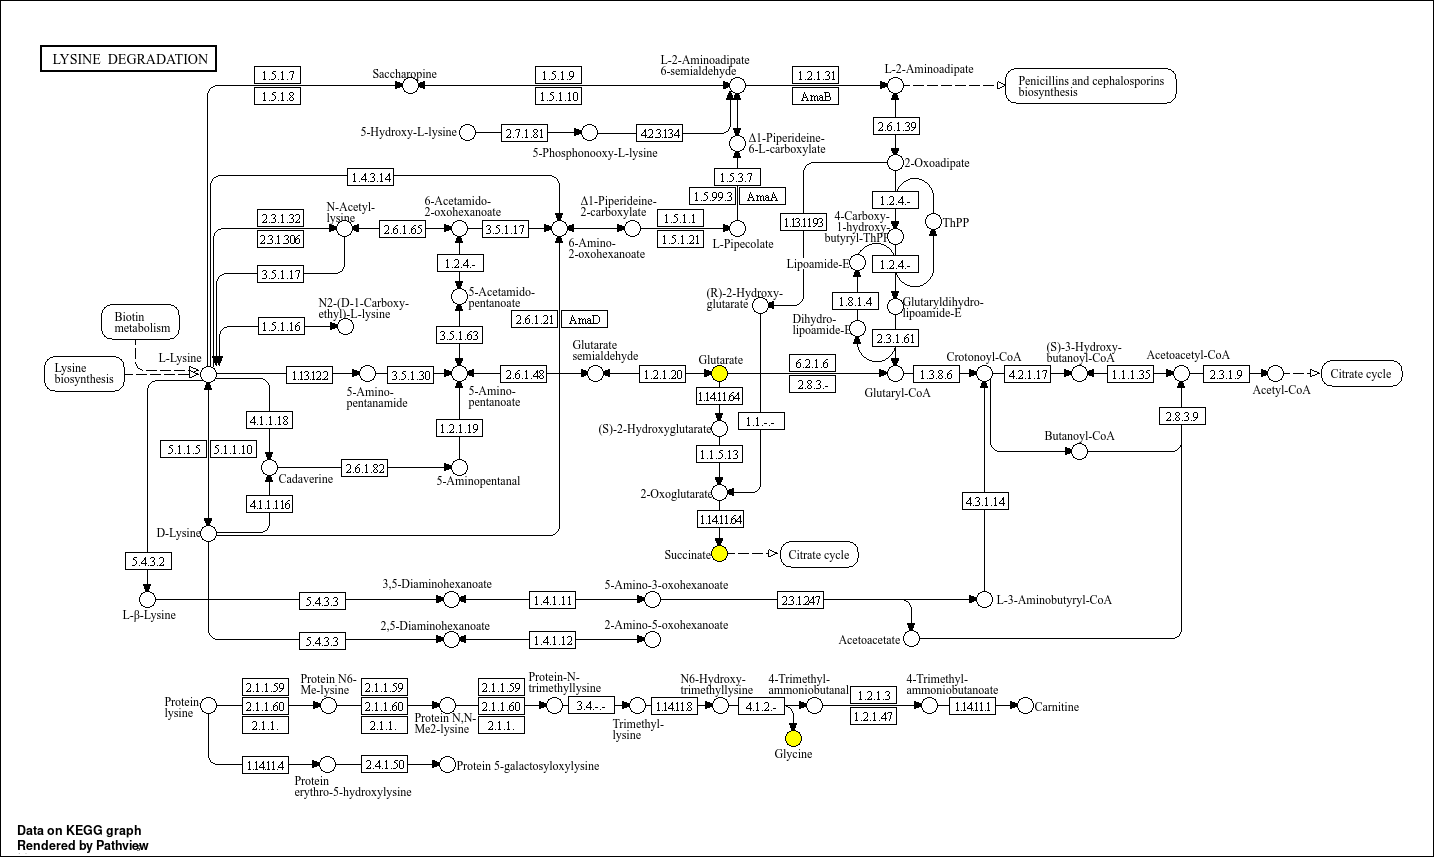 LYSINE DEGRADATION
1.5.1.7
1.5.1.8
Saccharopine
1.5.1.9
1.5.1.10
L-2-Aminoadipate
6-semialdehyde
1.2.1.31
AmaB
L-2-Aminoadipate
Penicillins and cephalosporins
biosynthesis
5-Hydroxy-L-lysine
2.7.1.81
5-Phosphonooxy-L-lysine
4.2.3.134
Δ1-Piperideine-
6-L-carboxylate
2.6.1.39
2-Oxoadipate
1.4.3.14
1.5.3.7
1.5.99.3
AmaA
1.2.4.-
ThPP
N-Acetyl-
lysine
2.3.1.32
2.3.1.306
2.6.1.65
6-Acetamido-
2-oxohexanoate
3.5.1.17
6-Amino-
2-oxohexanoate
Δ1-Piperideine-
2-carboxylate
1.5.1.1
1.5.1.21
L-Pipecolate
1.13.11.93
4-Carboxy-
1-hydroxy-
butyryl-ThPP
3.5.1.17
1.2.4.-
Lipoamide-E
1.2.4.-
5-Acetamido-
pentanoate
(R)-2-Hydroxy-
glutarate
1.8.1.4
Glutaryldihydro-
lipoamide-E
Biotin
metabolism
N2-(D-1-Carboxy-
ethyl)-L-lysine
1.5.1.16
2.6.1.21
AmaD
3.5.1.63
Dihydro-
lipoamide-E
2.3.1.61
L-Lysine
Lysine
biosynthesis
1.13.12.2
5-Amino-
pentanamide
3.5.1.30
5-Amino-
pentanoate
2.6.1.48
Glutarate
semialdehyde
1.2.1.20
Glutarate
6.2.1.6
2.8.3.-
Glutaryl-CoA
1.3.8.6
Crotonoyl-CoA
4.2.1.17
(S)-3-Hydroxy-
butanoyl-CoA
1.1.1.35
Acetoacetyl-CoA
2.3.1.9
Acetyl-CoA
Citrate cycle
1.14.11.64
4.1.1.18
1.2.1.19
(S)-2-Hydroxyglutarate
1.1.-.-
2.8.3.9
Butanoyl-CoA
5.1.1.5
5.1.1.10
1.1.5.13
Cadaverine
2.6.1.82
5-Aminopentanal
2-Oxoglutarate
4.1.1.116
4.3.1.14
1.14.11.64
D-Lysine
Succinate
Citrate cycle
5.4.3.2
L-β-Lysine
5.4.3.3
3,5-Diaminohexanoate
1.4.1.11
5-Amino-3-oxohexanoate
2.3.1.247
L-3-Aminobutyryl-CoA
5.4.3.3
2,5-Diaminohexanoate
1.4.1.12
2-Amino-5-oxohexanoate
Acetoacetate
Protein
lysine
2.1.1.59
2.1.1.60
2.1.1.
Protein N6-
Me-lysine
2.1.1.59
2.1.1.60
2.1.1.
Protein N,N-
Me2-lysine
2.1.1.59
2.1.1.60
2.1.1.
Protein-N-
trimethyllysine
3.4.-.-
Trimethyl-
lysine
1.14.11.8
N6-Hydroxy-
trimethyllysine
4.1.2.-
4-Trimethyl-
ammoniobutanal
1.2.1.3
1.2.1.47
4-Trimethyl-
ammoniobutanoate
1.14.11.1
Carnitine
Glycine
1.14.11.4
Protein
erythro-5-hydroxylysine
2.4.1.50
Protein 5-galactosyloxylysine
Data on KEGG graph
Rendered by Pathview